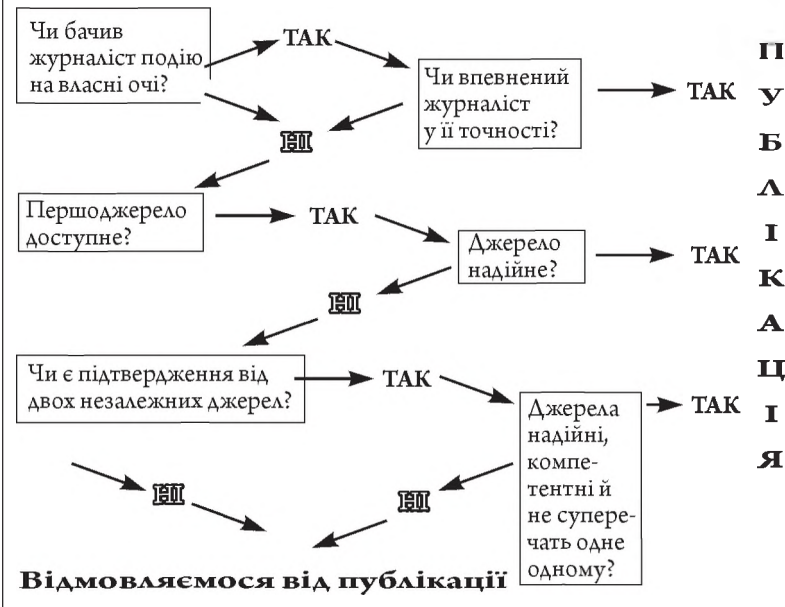 Чи бачив
журналіст подію
на власні очі?
ТАК
Чи впевнений
журналіст
у її точності?
ТАК
НІ
Першоджерело
доступне?
ТАК
Джерело
надійне?
ТАК
НІ
Чи є підтвердження від
двох незалежних джерел?
ТАК
Джерела
надійні,
компе-
тентні й
не супере-
чать одне
одному?
ТАК
НІ
НІ
Відмовляємося від публікації
П
У
Б
Л
І
К
А
Ц
І
Я